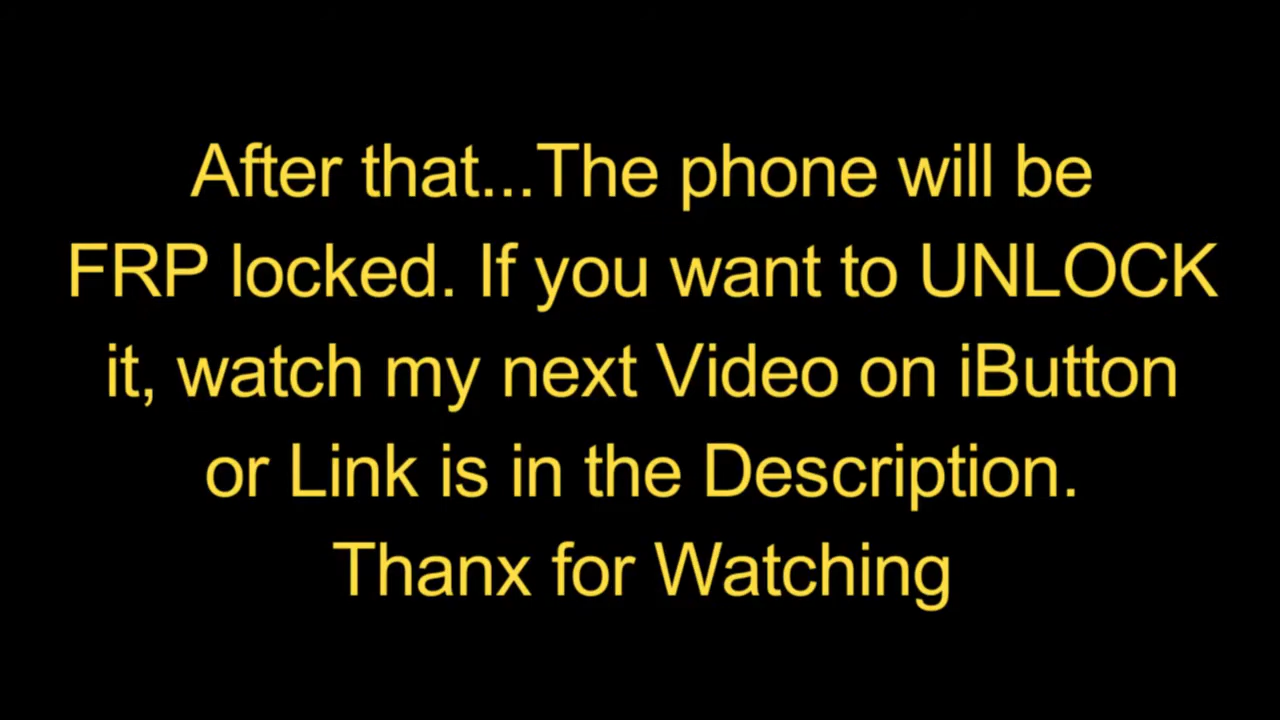 After that...The phone will be
FRP locked. If you want to UNLOCK
it, watch my next Video on iButton
or Link is in the Description.
Thanx for Watching